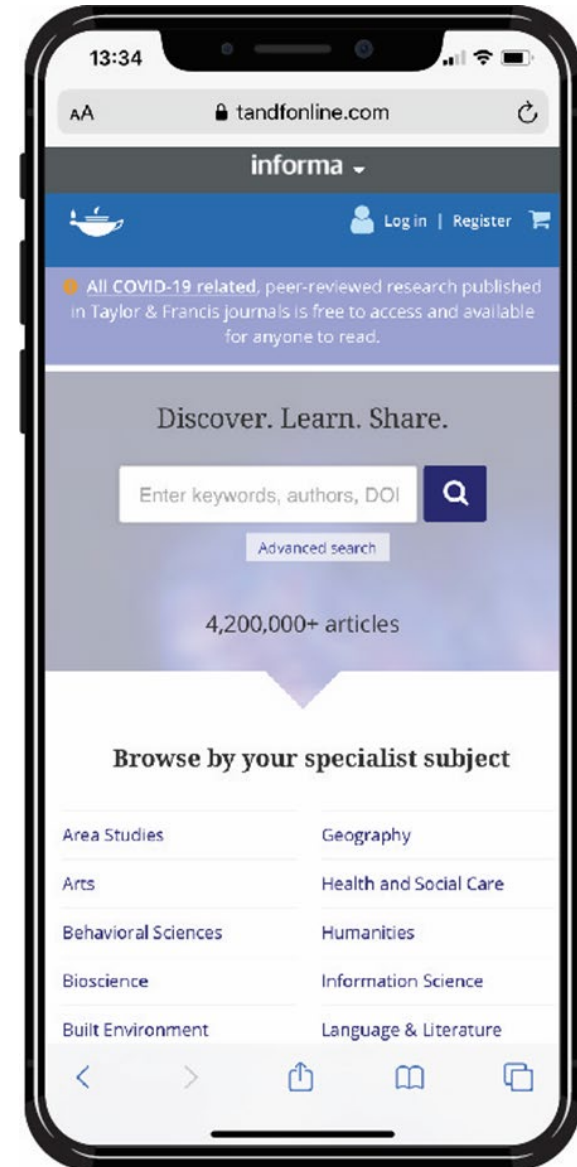 13:34
AA
tandfonline.com
informa
Log in | Register
All COVID-19 related, peer-reviewed research published
in Taylor & Francis journals is free to access and available
for anyone to read.
Discover. Learn. Share.
Enter keywords, authors, DOI
Advanced search
4,200,000+ articles
Browse by your specialist subject
Area Studies
Geography
Arts
Health and Social Care
Behavioral Sciences
Humanities
Bioscience
Information Science
Built Environment
Language & Literature